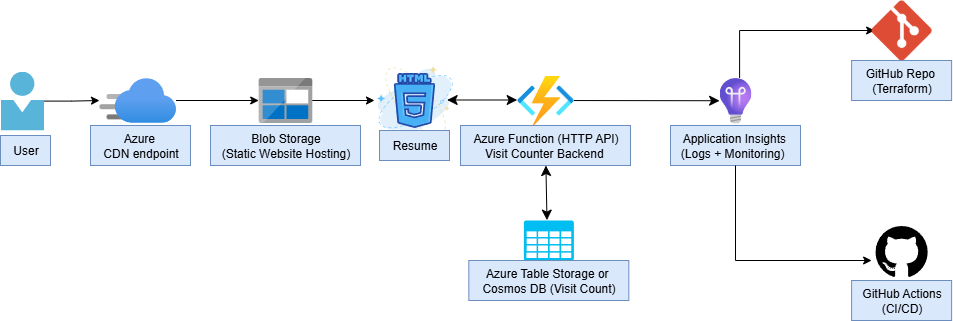 User
Azure
CDN endpoint
Blob Storage
(Static Website Hosting)
HTML
5
Resume
Azure Function (HTTP API)
Visit Counter Backend
Azure Table Storage or
Cosmos DB (Visit Count)
Application Insights
(Logs + Monitoring)
GitHub Repo
(Terraform)
GitHub Actions
(CI/CD)